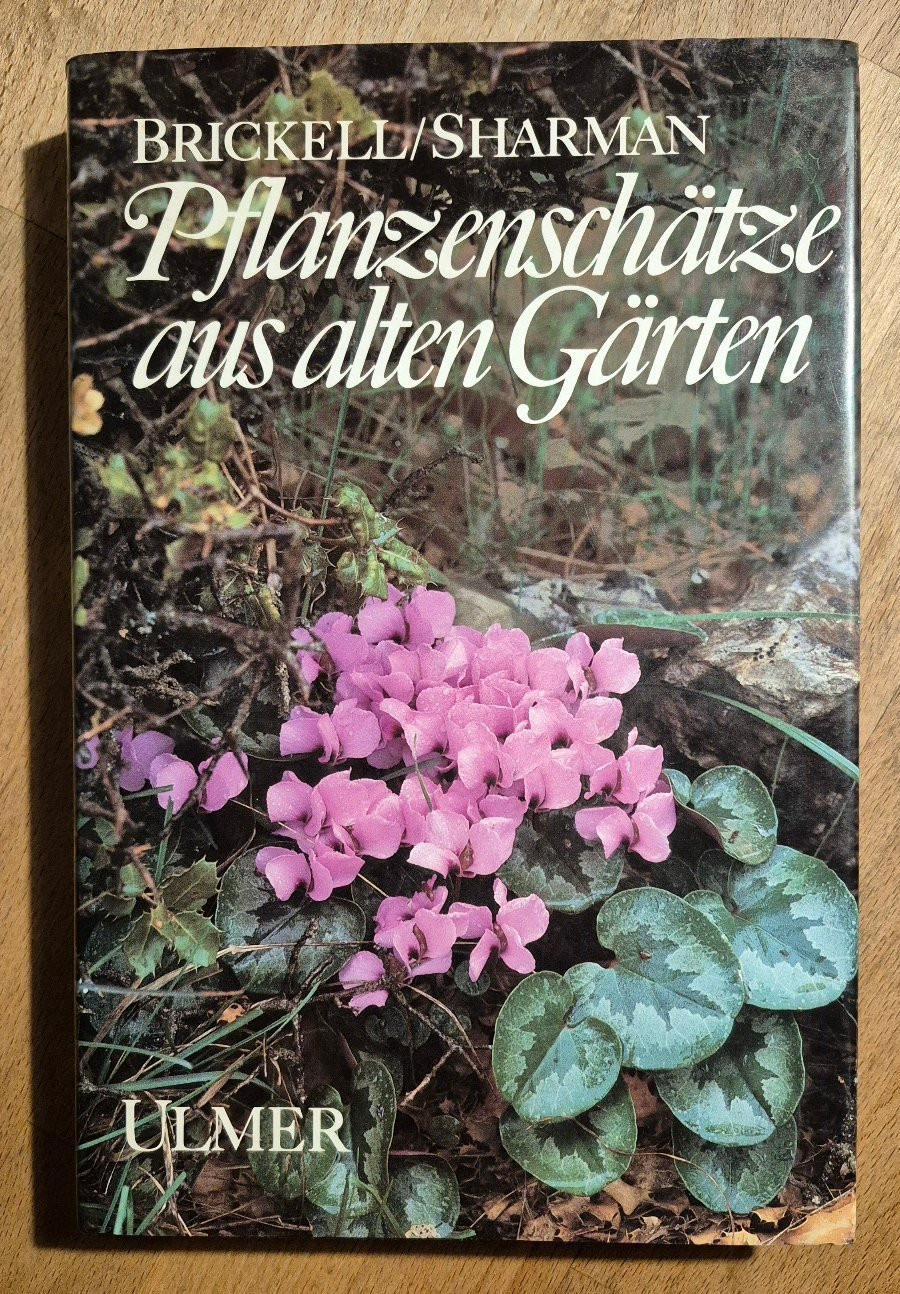 BRICKELL/SHARMAN
Pflanzenschätze
aus alten Gärten
ULMER